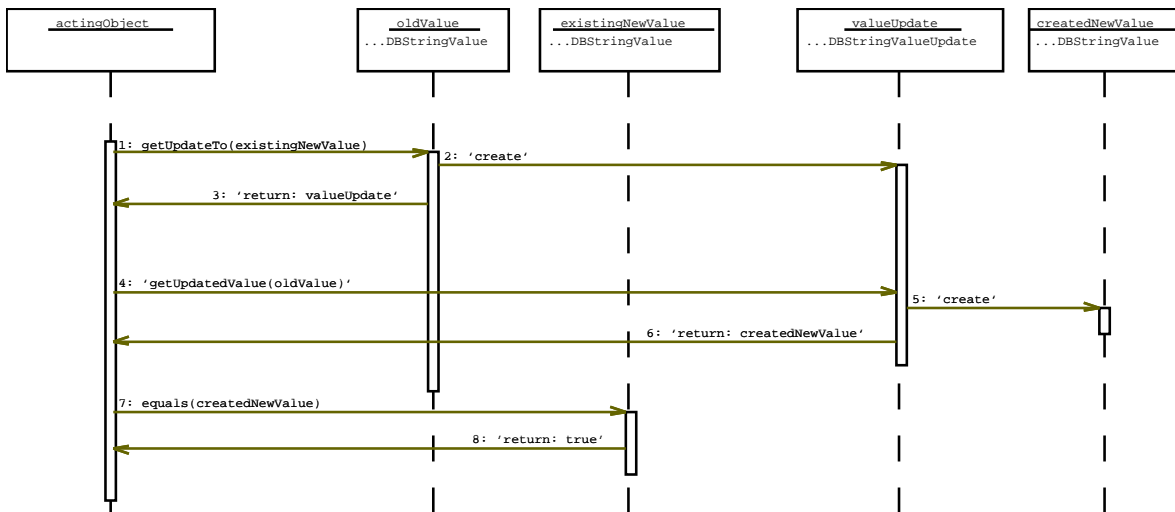 actingObject
oldValue
...DBStringValue
existingNewValue
...DBStringValue
valueUpdate
...DBStringValueUpdate
createdNewValue
...DBStringValue
1: getUpdateTo(existingNewValue)
2: ‘create‘
3: ‘return: valueUpdate‘
4: ‘getUpdatedValue(oldValue)‘
5: ‘create‘
6: ‘return: createdNewValue‘
7: equals(createdNewValue)
8: ‘return: true‘